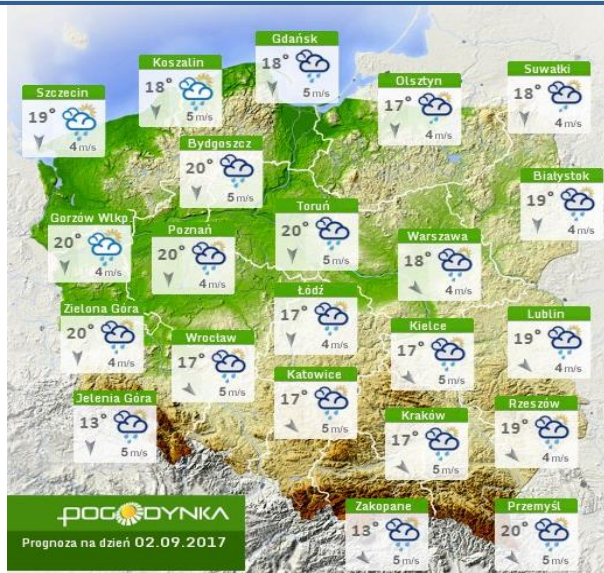 Gdańsk
18°
5 m/s
Koszalin
18°
5 m/s
Suwałki
18°
4 m/s
Olsztyn
17°
4 m/s
Szczecin
19°
4 m/s
Bydgoszcz
20°
5 m/s
Białystok
19°
4 m/s
Toruń
20°
5 m/s
Gorzów Wlkp
20°
4 m/s
Poznań
20°
4 m/s
Warszawa
18°
4 m/s
Łódź
17°
4 m/s
Zielona Góra
20°
4 m/s
Lublin
19°
4 m/s
Kielce
17°
5 m/s
Wrocław
17°
5 m/s
Katowice
17°
5 m/s
Jelenia Góra
13°
5 m/s
Rzeszów
19°
4 m/s
Kraków
17°
5 m/s
Zakopane
13°
5 m/s
Przemyśl
20°
5 m/s
POGODYNKA
Prognoza na dzień 02.09.2017